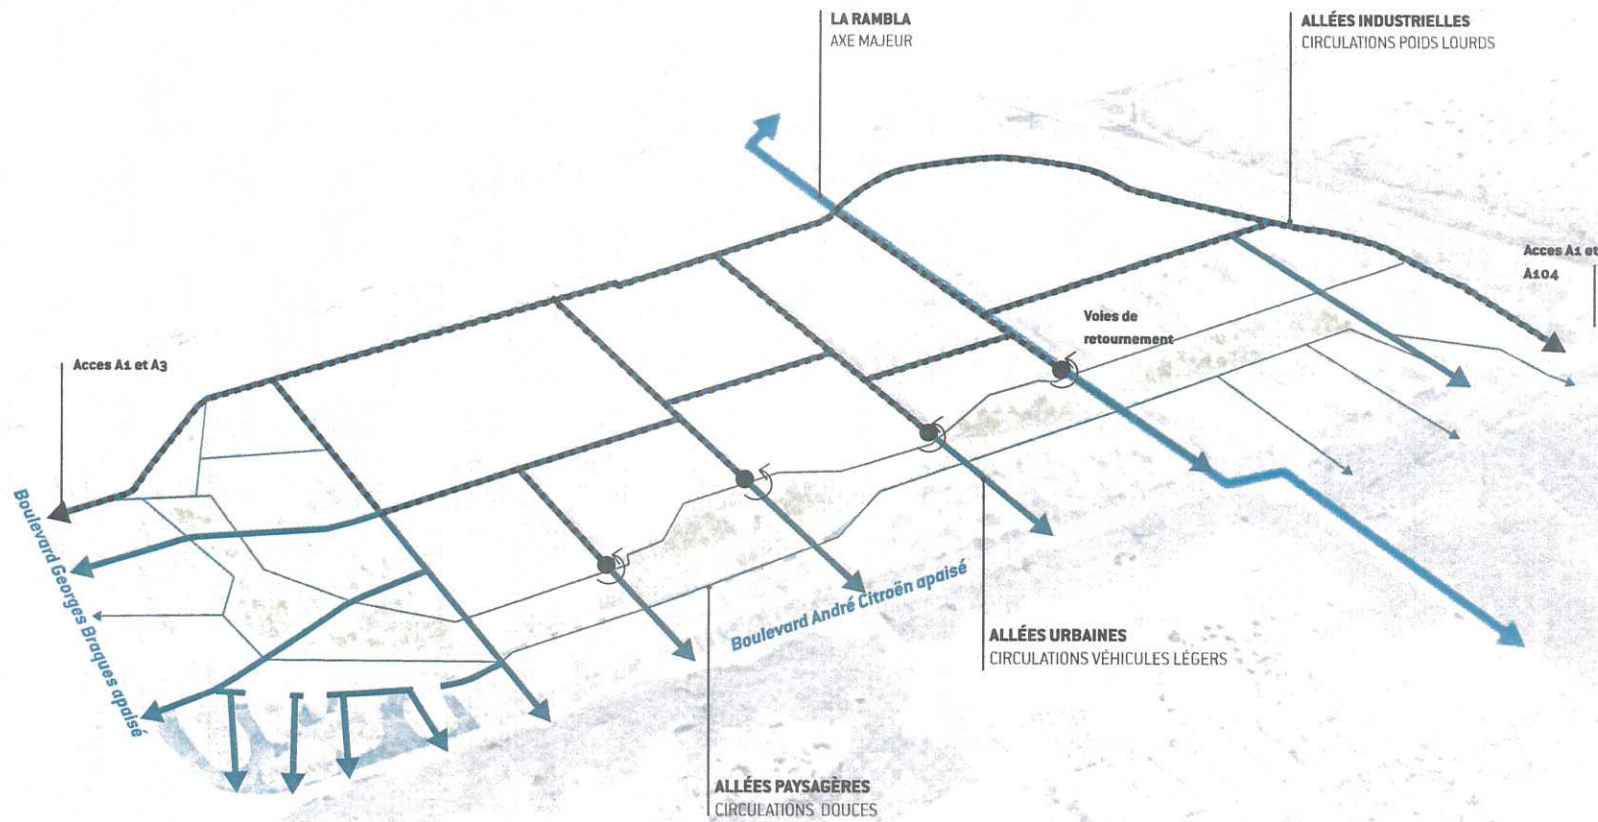 LA RAMBLA
AXE MAJEUR
ALLÉES INDUSTRIELLES
CIRCULATIONS POIDS LOURDS
Acces A1 et
A104
Voies de
retournement
Acces A1 et A3
Boulevard Georges Braques apaisé
Boulevard André Citroën apaisé
ALLÉES URBAINES
CIRCULATIONS VÉHICULES LÉGERS
ALLÉES PAYSAGÈRES
CIRCULATIONS DOUCES